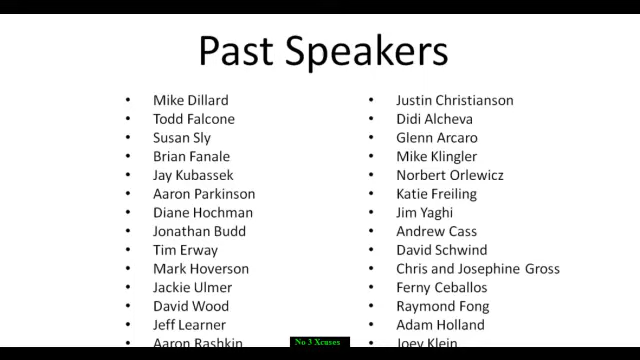 Past Speakers
• Mike Dillard
• Todd Falcone
• Susan Sly
• Brian Fanale
• Jay Kubassek
• Aaron Parkinson
• Diane Hochman
• Jonathan Budd
• Tim Erway
• Mark Hoverson
• Jackie Ulmer
• David Wood
• Jeff Learner
• Aaron Rashkin
• Justin Christianson
• Didi Alcheva
• Glenn Arcaro
• Mike Klingler
• Norbert Orlewicz
• Katie Freiling
• Jim Yaghi
• Andrew Cass
• David Schwind
• Chris and Josephine Gross
• Ferny Ceballos
• Raymond Fong
• Adam Holland
• Joey Klein
No 3 Xcuses